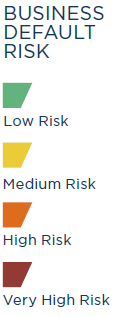 BUSINESS
DEFAULT
RISK
Low Risk
Medium Risk
High Risk
Very High Risk